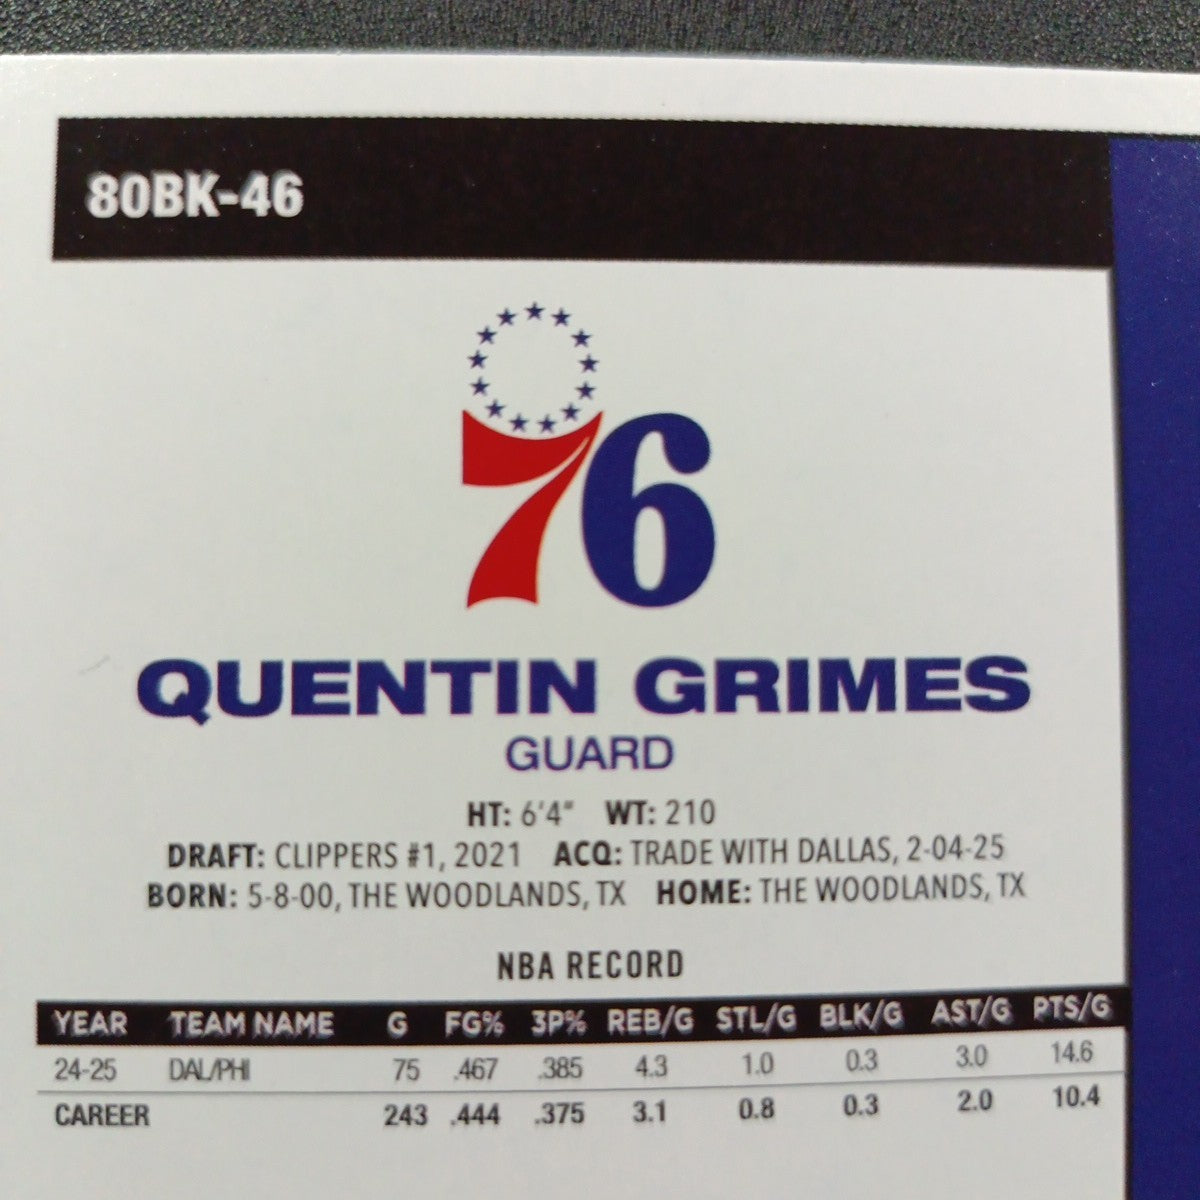 80BK-46
76
QUENTIN GRIMES
GUARD
HT: 6'4" WT: 210
DRAFT: CLIPPERS #1, 2021 ACQ: TRADE WITH DALLAS, 2-04-25
BORN: 5-8-00, THE WOODLANDS, TX HOME: THE WOODLANDS, TX
NBA RECORD
YEAR TEAM NAME G FG% 3P% REB/G STL/G BLK/G AST/G PTS/G
24-25 DAL/PHI 75 .467 .385 4.3 1.0 0.3 3.0 14.6
CAREER 243 .444 .375 3.1 0.8 0.3 2.0 10.4